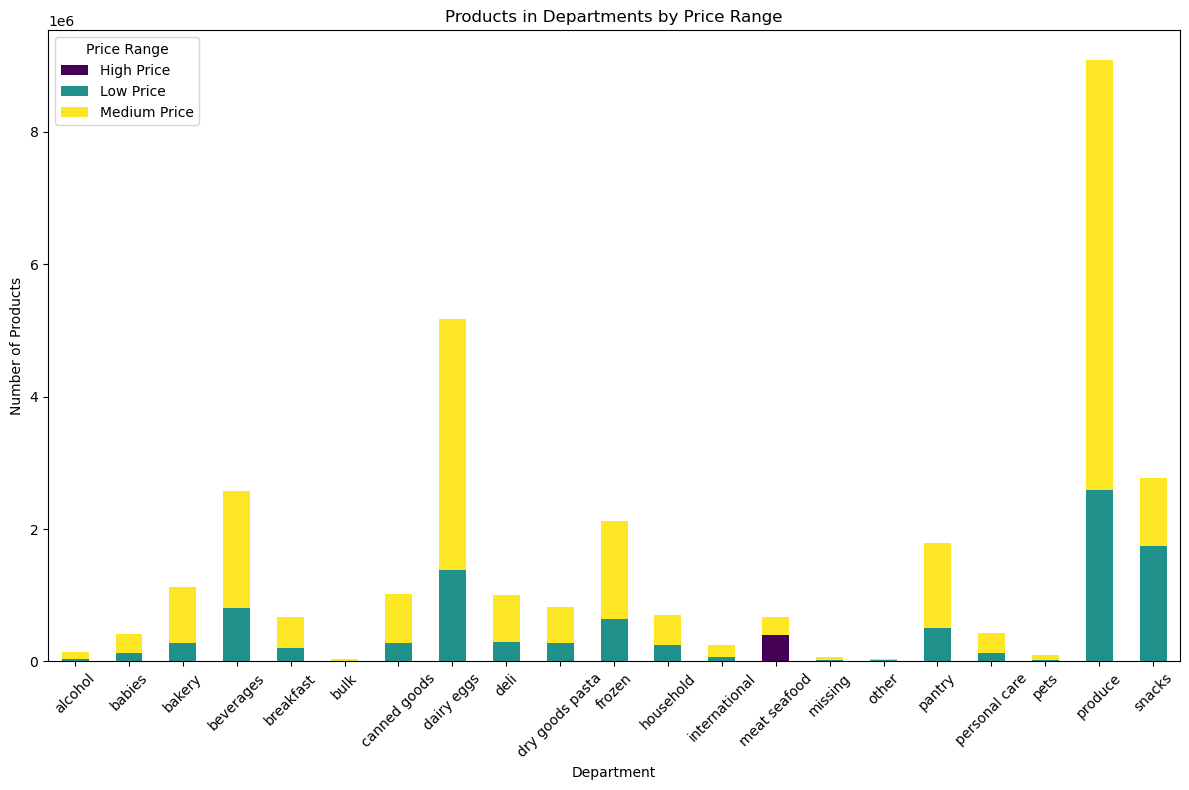 Products in Departments by Price Range
1e6
Price Range
High Price
Low Price
Medium Price
8
6
4
2
0
Number of Products
alcohol
babies
bakery
beverages
breakfast
bulk
canned goods
dairy eggs
deli
dry goods pasta
frozen
household
international
meat seafood
missing
other
pantry
personal care
pets
produce
snacks
Department